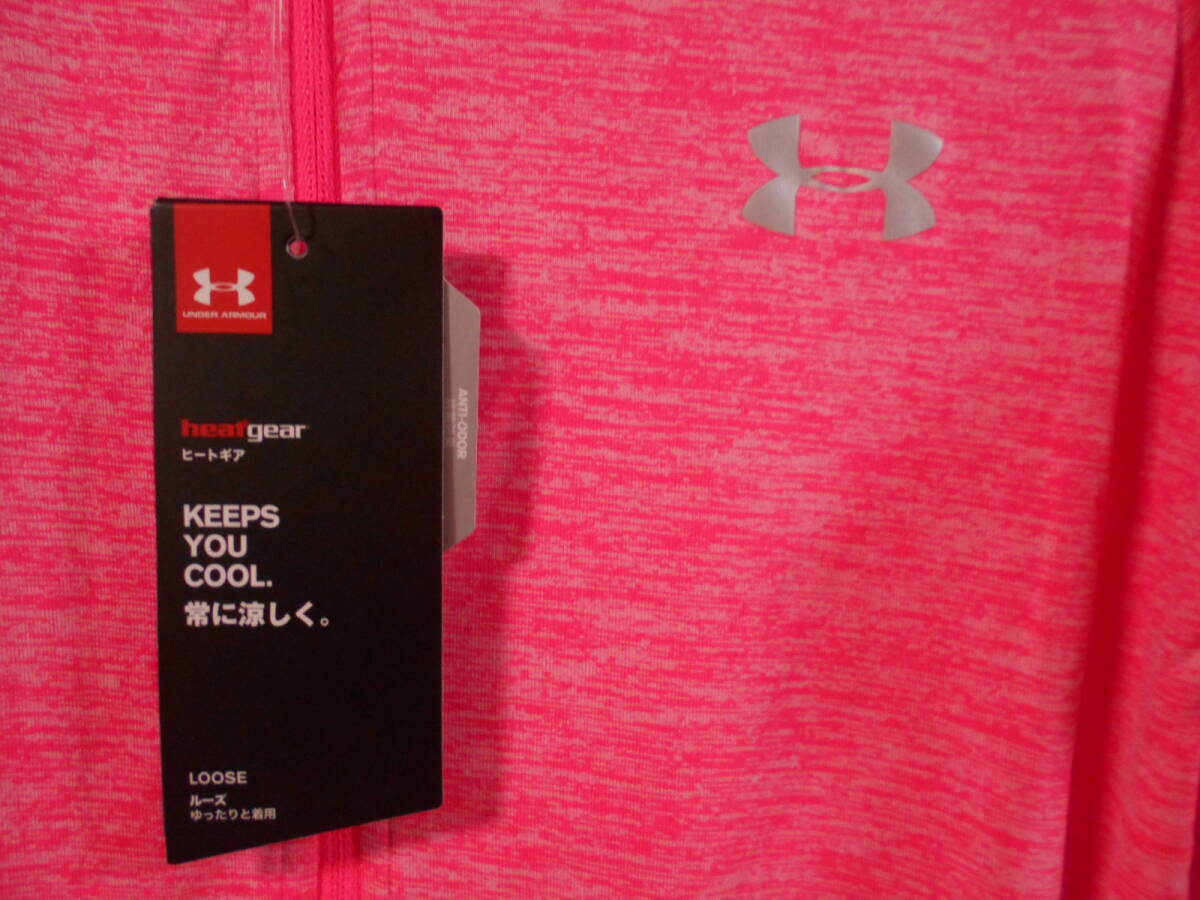 UNDER ARMOUR
heatgear
ヒートギア
KEEPS
YOU
COOL.
常に涼しく。
LOOSE
ルーズ
ゆったりと着用
ANTI-ODOR